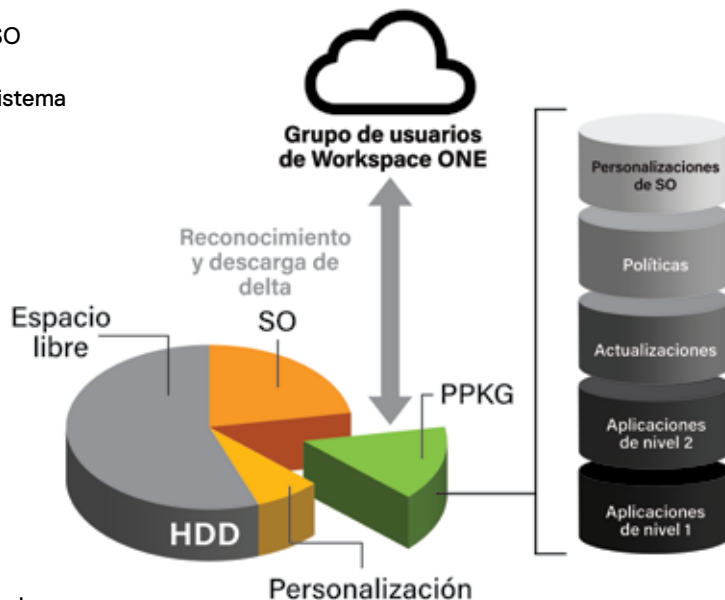 SO
istema
Grupo de usuarios
de Workspace ONE
Reconocimiento
y descarga de
delta
SO
Espacio
libre
PPKG
HDD
Personalización
Personalizaciones
de SO
Políticas
Actualizaciones
Aplicaciones
de nivel 2
Aplicaciones
de nivel 1